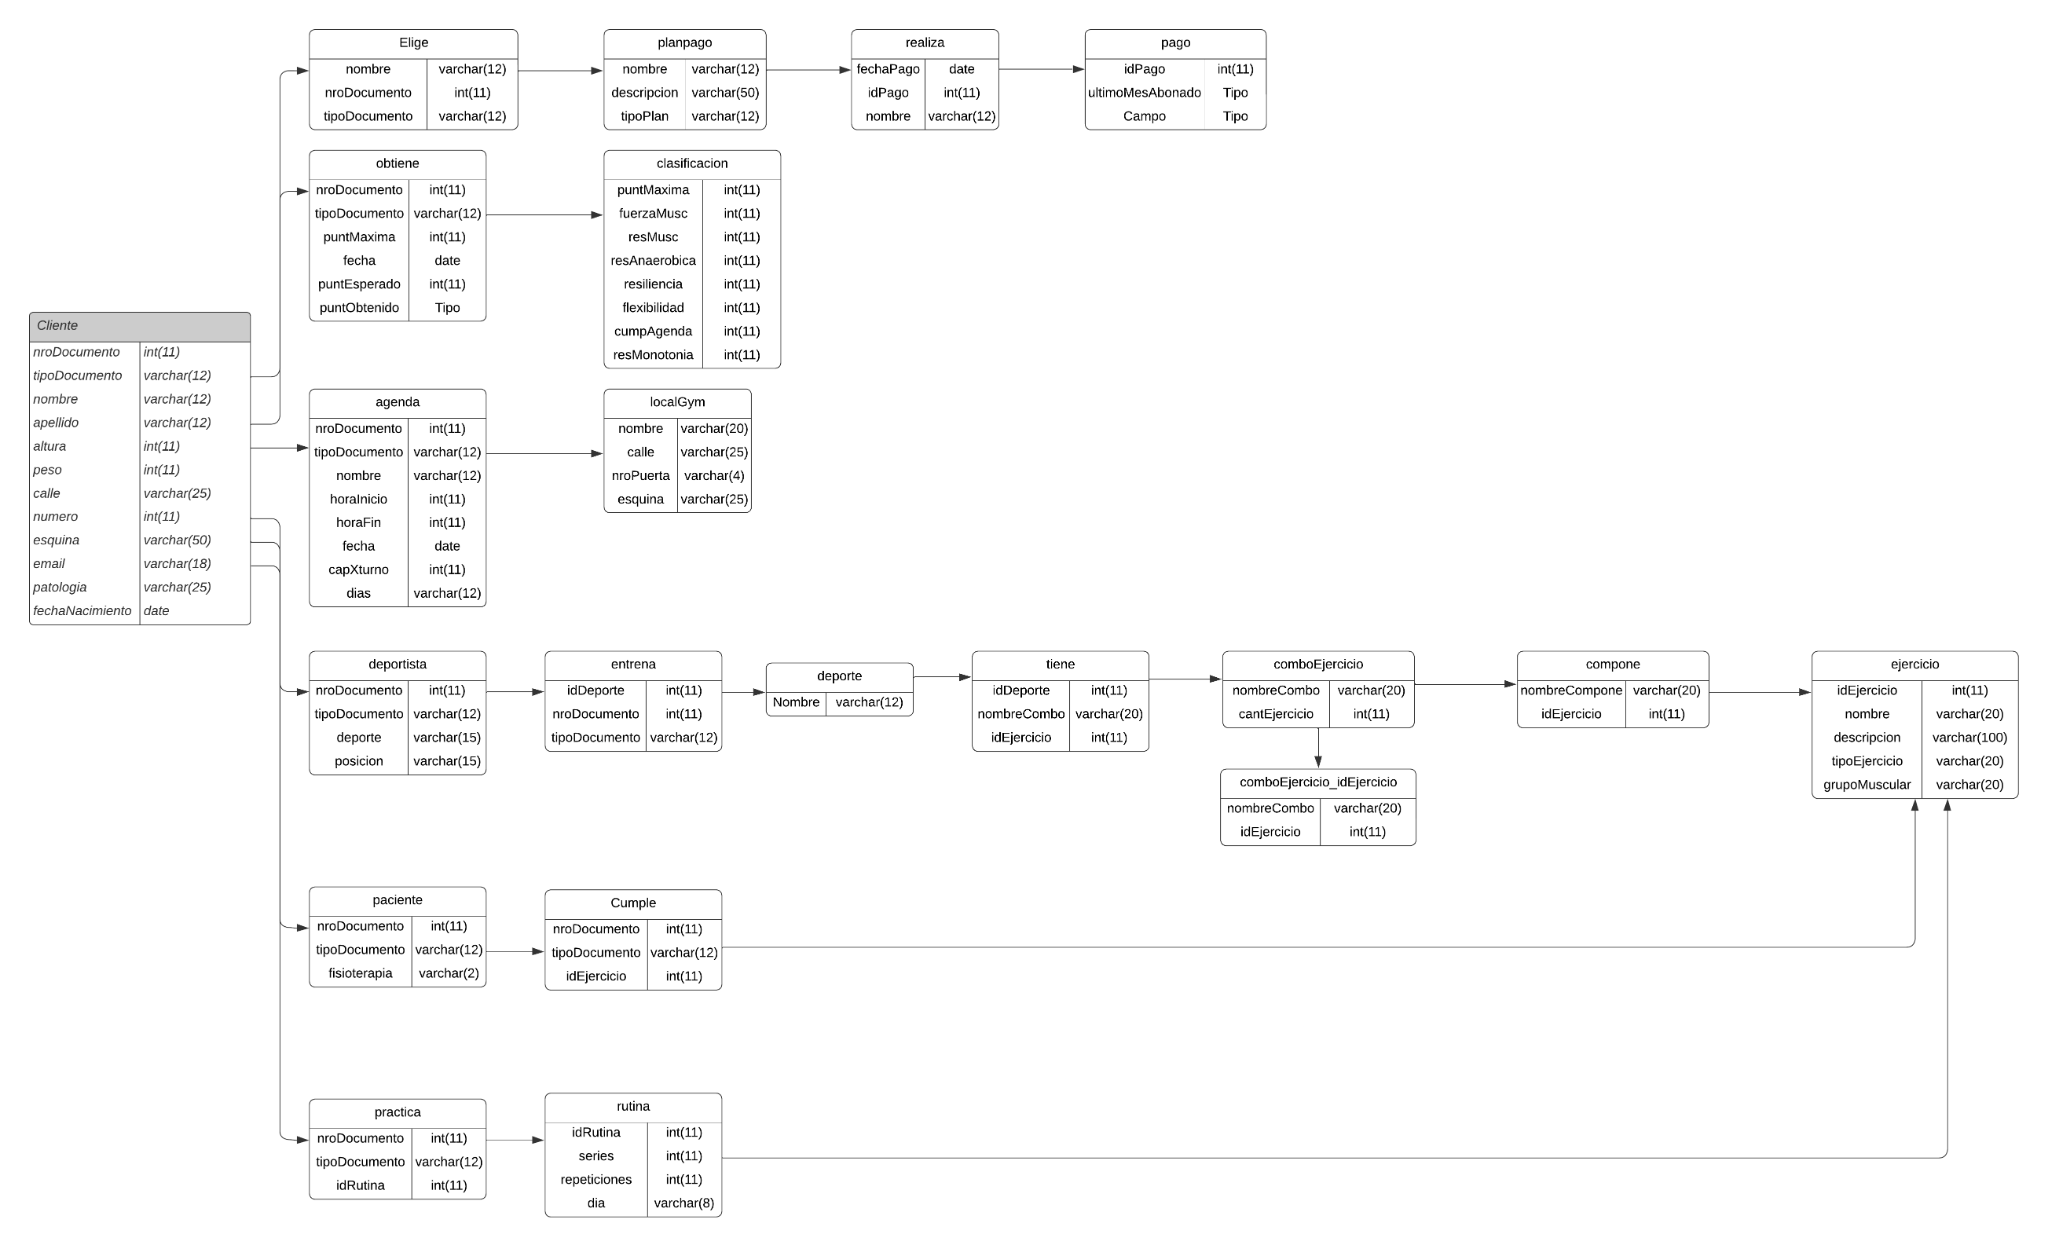 Elige
nombre varchar(12)
nroDocumento int(11)
tipoDocumento varchar(12)
planpago
nombre varchar(12)
descripcion varchar(50)
tipoPlan varchar(12)
realiza
fechaPago date
idPago int(11)
nombre varchar(12)
pago
idPago int(11)
ultimoMesAbonado Tipo
Campo Tipo
obtiene
nroDocumento int(11)
tipoDocumento varchar(12)
puntMaxima int(11)
fecha date
puntEsperado int(11)
puntObtenido Tipo
clasificacion
puntMaxima int(11)
fuerzaMusc int(11)
resMusc int(11)
resAnaerobica int(11)
resiliencia int(11)
flexibilidad int(11)
cumpAgenda int(11)
resMonotonia int(11)
Cliente
nroDocumento int(11)
tipoDocumento varchar(12)
nombre varchar(12)
apellido varchar(12)
altura int(11)
peso int(11)
calle varchar(25)
numero int(11)
esquina varchar(50)
email varchar(18)
patologia varchar(25)
fechaNacimiento date
agenda
nroDocumento int(11)
tipoDocumento varchar(12)
nombre varchar(12)
horaInicio int(11)
horaFin int(11)
fecha date
capXturno int(11)
dias varchar(12)
localGym
nombre varchar(20)
calle varchar(25)
nroPuerta varchar(4)
esquina varchar(25)
deportista
nroDocumento int(11)
tipoDocumento varchar(12)
deporte varchar(15)
posicion varchar(15)
entrena
idDeporte int(11)
nroDocumento int(11)
tipoDocumento varchar(12)
deporte
Nombre varchar(12)
tiene
idDeporte int(11)
nombreCombo varchar(20)
idEjercicio int(11)
comboEjercicio
nombreCombo varchar(20)
cantEjercicio int(11)
compone
nombreCompone varchar(20)
idEjercicio int(11)
ejercicio
idEjercicio int(11)
nombre varchar(20)
descripcion varchar(100)
tipoEjercicio varchar(20)
grupoMuscular varchar(20)
comboEjercicio_idEjercicio
nombreCombo varchar(20)
idEjercicio int(11)
paciente
nroDocumento int(11)
tipoDocumento varchar(12)
fisioterapia varchar(2)
Cumple
nroDocumento int(11)
tipoDocumento varchar(12)
idEjercicio int(11)
practica
nroDocumento int(11)
tipoDocumento varchar(12)
idRutina int(11)
rutina
idRutina int(11)
series int(11)
repeticiones int(11)
dia varchar(8)